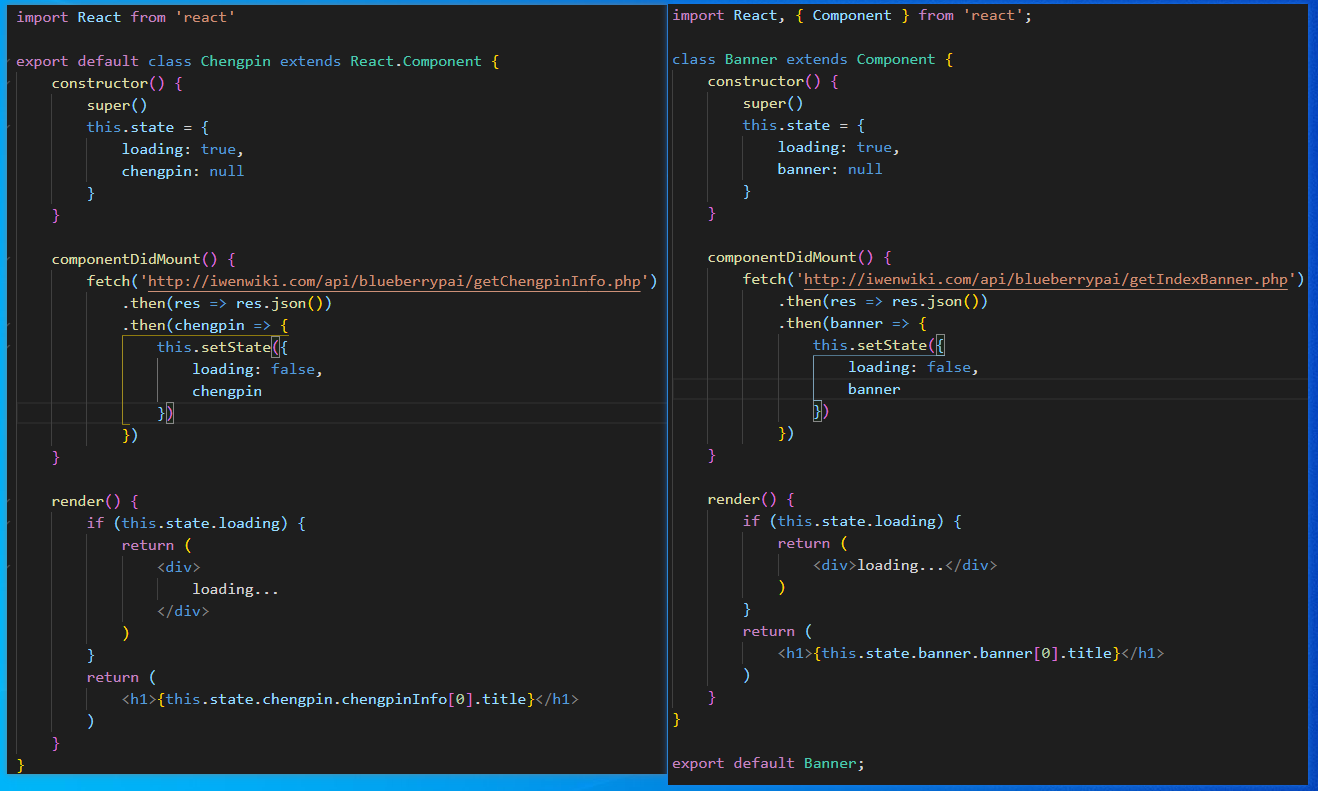 import React from 'react'
export default class Chengpin extends React.Component {
    constructor() {
        super()
        this.state = {
            loading: true,
            chengpin: null
        }
    }
    componentDidMount() {
        fetch('http://iwenwiki.com/api/blueberrypai/getChengpinInfo.php')
            .then(res => res.json())
            .then(chengpin => {
                this.setState({
                    loading: false,
                    chengpin
                })
            })
    }
    render() {
        if (this.state.loading) {
            return (
                <div>
                    loading...
                </div>
            )
        }
        return (
            <h1>{this.state.chengpin.chengpinInfo[0].title}</h1>
        )
    }
}
import React, { Component } from 'react';
class Banner extends Component {
    constructor() {
        super()
        this.state = {
            loading: true,
            banner: null
        }
    }
    componentDidMount() {
        fetch('http://iwenwiki.com/api/blueberrypai/getIndexBanner.php')
            .then(res => res.json())
            .then(banner => {
                this.setState({
                    loading: false,
                    banner
                })
            })
    }
    render() {
        if (this.state.loading) {
            return (
                <div>loading...</div>
            )
        }
        return (
            <h1>{this.state.banner.banner[0].title}</h1>
        )
    }
}
export default Banner;